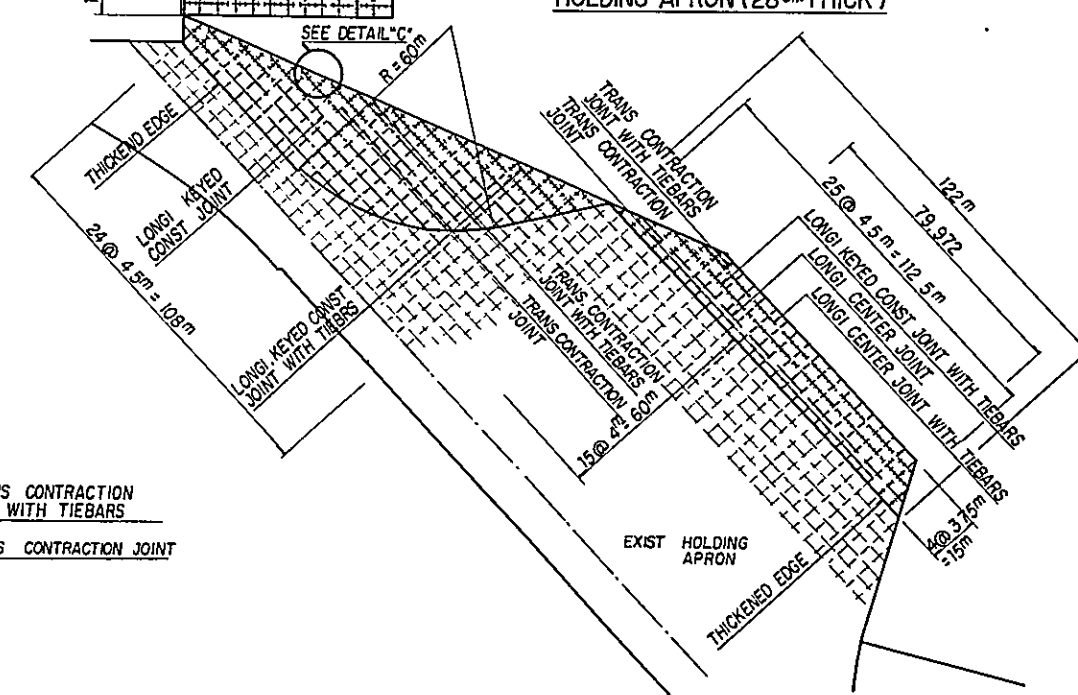 HOLDING APRON (28cm THICK)
SEE DETAIL "C"
R = 60m
THICKEND EDGE
LONGI KEYED
CONST JOINT
24 @ 4.5m = 108m
LONGI. KEYED CONST
JOINT WITH TIEBRS
TRANS CONTRACTION
JOINT WITH TIEBARS
TRANS CONTRACTION
JOINT
122m
79.972
25 @ 4.5m = 112.5m
LONGI KEYED CONST JOINT WITH TIEBARS
LONGI CENTER JOINT
LONGI CENTER JOINT WITH TIEBARS
TRANS. CONTRACTION
JOINT WITH TIEBARS
TRANS CONTRACTION
JOINT
15 @ 4m = 60m
4@ 3.75m
=15m
S CONTRACTION
WITH TIEBARS
S CONTRACTION JOINT
EXIST HOLDING
APRON
THICKENED EDGE